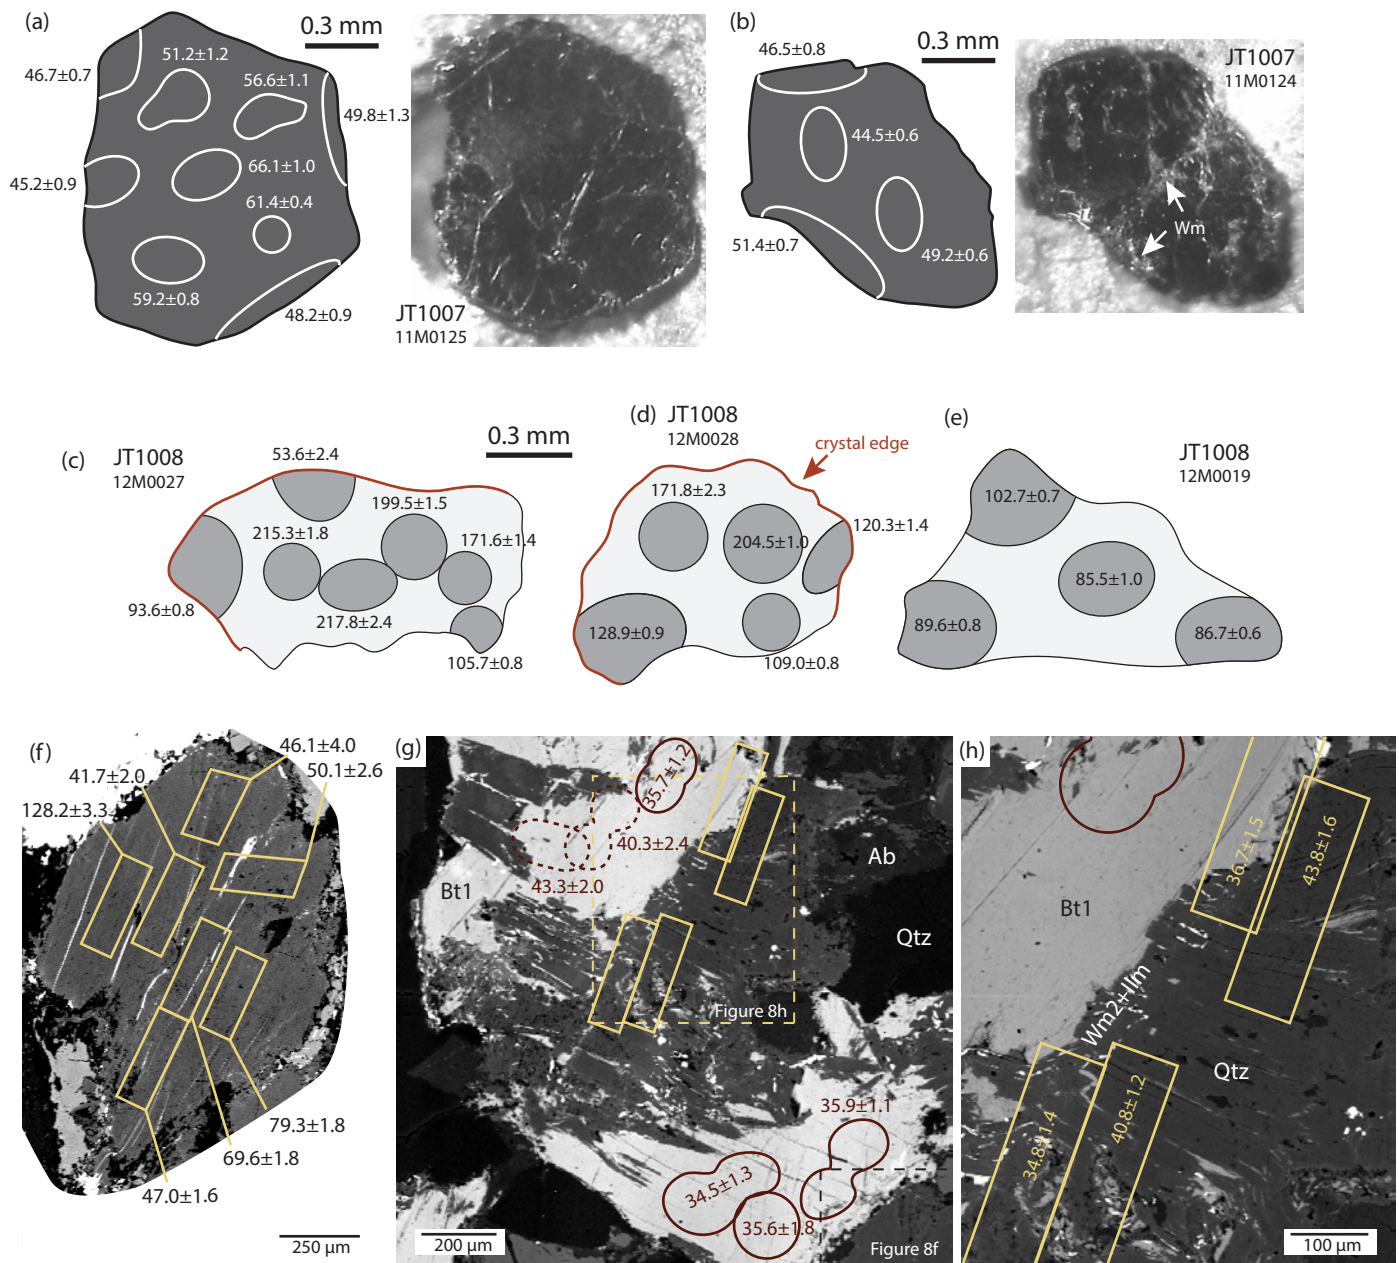 (a)
0.3 mm
51.2±1.2
46.7±0.7
56.6±1.1
49.8±1.3
66.1±1.0
45.2±0.9
61.4±0.4
59.2±0.8
48.2±0.9
JT1007
11M0125
(b)
46.5±0.8
0.3 mm
JT1007
11M0124
44.5±0.6
51.4±0.7
49.2±0.6
Wm
(c)
JT1008
12M0027
53.6±2.4
0.3 mm
199.5±1.5
215.3±1.8
171.6±1.4
93.6±0.8
217.8±2.4
105.7±0.8
(d)
JT1008
12M0028
crystal edge
171.8±2.3
120.3±1.4
204.5±1.0
128.9±0.9
109.0±0.8
(e)
JT1008
12M0019
102.7±0.7
85.5±1.0
89.6±0.8
86.7±0.6
(f)
46.1±4.0
50.1±2.6
41.7±2.0
128.2±3.3
79.3±1.8
69.6±1.8
47.0±1.6
250 µm
(g)
35.7±1.2
40.3±2.4
43.3±2.0
Bt1
Ab
Qtz
Figure 8h
35.9±1.1
34.5±1.3
35.6±1.8
200 µm
Figure 8f
(h)
36.7±1.5
43.8±1.6
Bt1
Wm2+Ilm
Qtz
34.8±1.4
40.8±1.2
100 µm